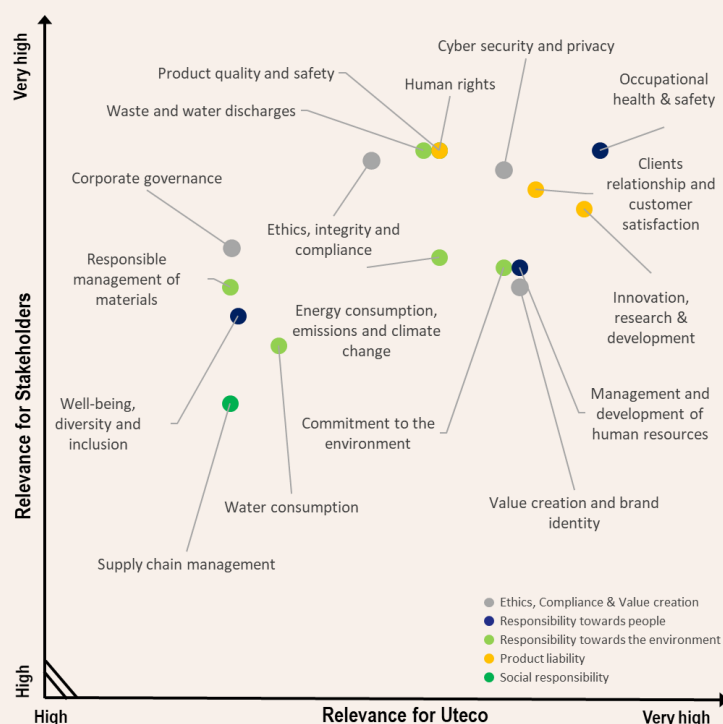 Very high
Cyber security and privacy
Product quality and safety
Human rights
Occupational
health & safety
Waste and water discharges
Clients
relationship and
customer
satisfaction
Corporate governance
Ethics, integrity and
compliance
Responsible
management of
materials
Energy consumption,
emissions and climate
change
Innovation,
research &
development
Well-being,
diversity and
inclusion
Commitment to the
environment
Management and
development of
human resources
Water consumption
Value creation and brand
identity
Supply chain management
Relevance for Stakeholders
Ethics, Compliance & Value creation
Responsibility towards people
Responsibility towards the environment
Product liability
Social responsibility
High
High
Relevance for Uteco
Very high